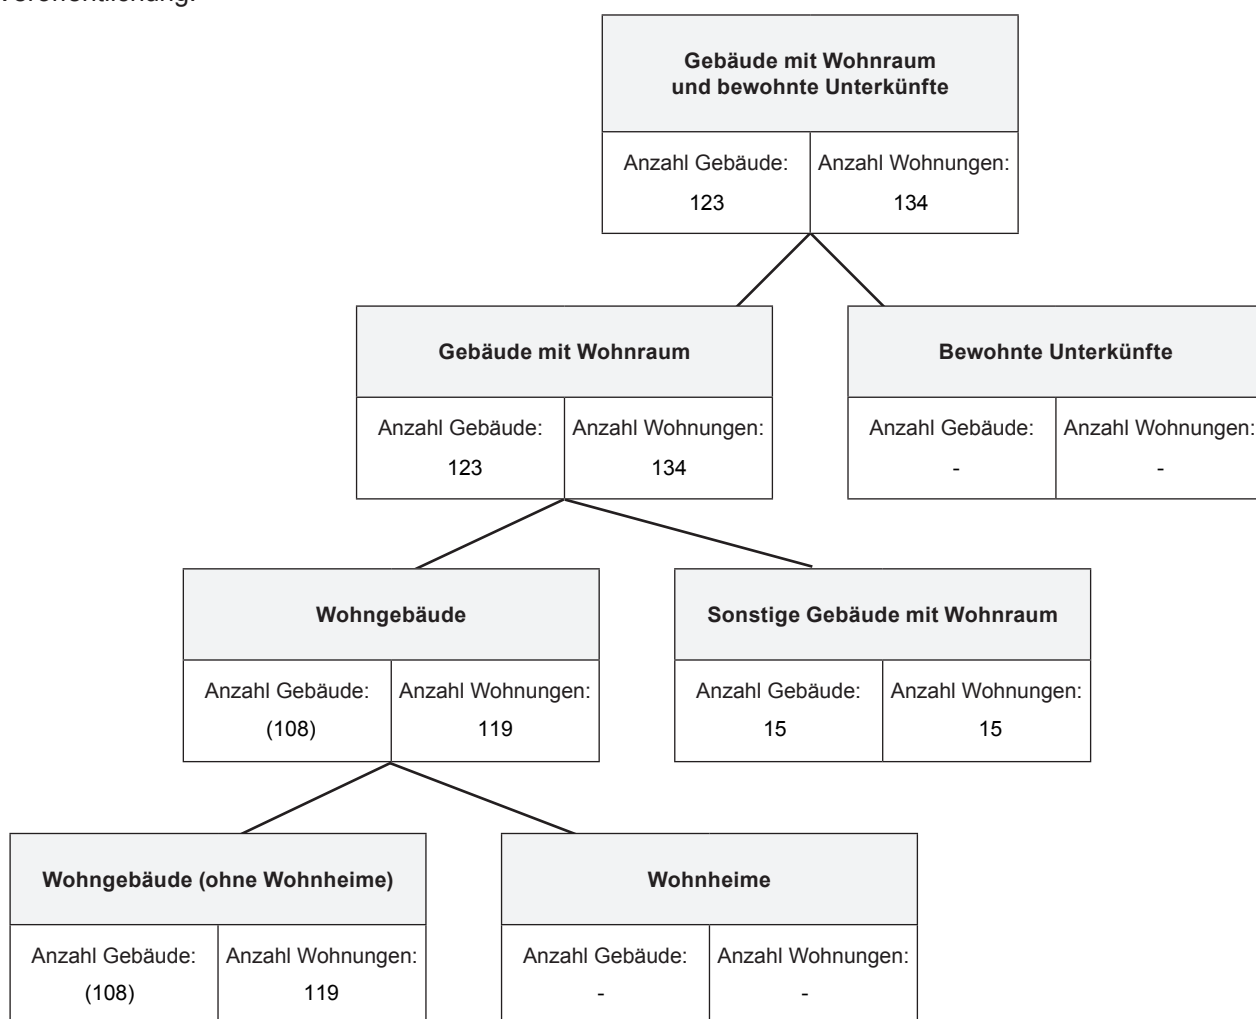 Veröffentlichung.
Gebäude mit Wohnraum
und bewohnte Unterkünfte
Anzahl Gebäude: Anzahl Wohnungen:
123 134
Gebäude mit Wohnraum Bewohnte Unterkünfte
Anzahl Gebäude: Anzahl Wohnungen: Anzahl Gebäude: Anzahl Wohnungen:
123 134 - -
Wohngebäude Sonstige Gebäude mit Wohnraum
Anzahl Gebäude: Anzahl Wohnungen: Anzahl Gebäude: Anzahl Wohnungen:
(108) 119 15 15
Wohngebäude (ohne Wohnheime) Wohnheime
Anzahl Gebäude: Anzahl Wohnungen: Anzahl Gebäude: Anzahl Wohnungen:
(108) 119 - -